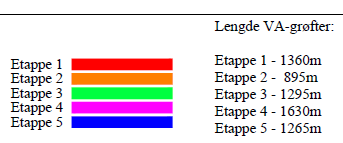 Lengde VA-grøfter:
Etappe 1
Etappe 2
Etappe 3
Etappe 4
Etappe 5
Etappe 1 - 1360m
Etappe 2 - 895m
Etappe 3 - 1295m
Etappe 4 - 1630m
Etappe 5 - 1265m